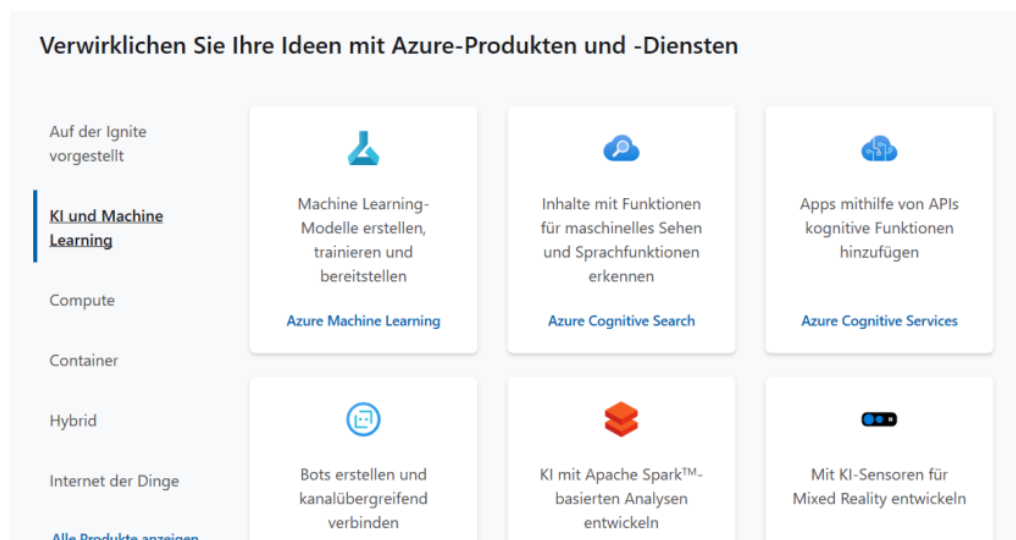 Verwirklichen Sie Ihre Ideen mit Azure-Produkten und -Diensten
Auf der Ignite
vorgestellt
KI und Machine
Learning
Compute
Container
Hybrid
Internet der Dinge
Alle Produkte anzeigen
Machine Learning-
Modelle erstellen,
trainieren und
bereitstellen
Azure Machine Learning
Inhalte mit Funktionen
für maschinelles Sehen
und Sprachfunktionen
erkennen
Azure Cognitive Search
Apps mithilfe von APIs
kognitive Funktionen
hinzufügen
Azure Cognitive Services
Bots erstellen und
kanalübergreifend
verbinden
KI mit Apache Spark™-
basierten Analysen
entwickeln
Mit KI-Sensoren für
Mixed Reality entwickeln